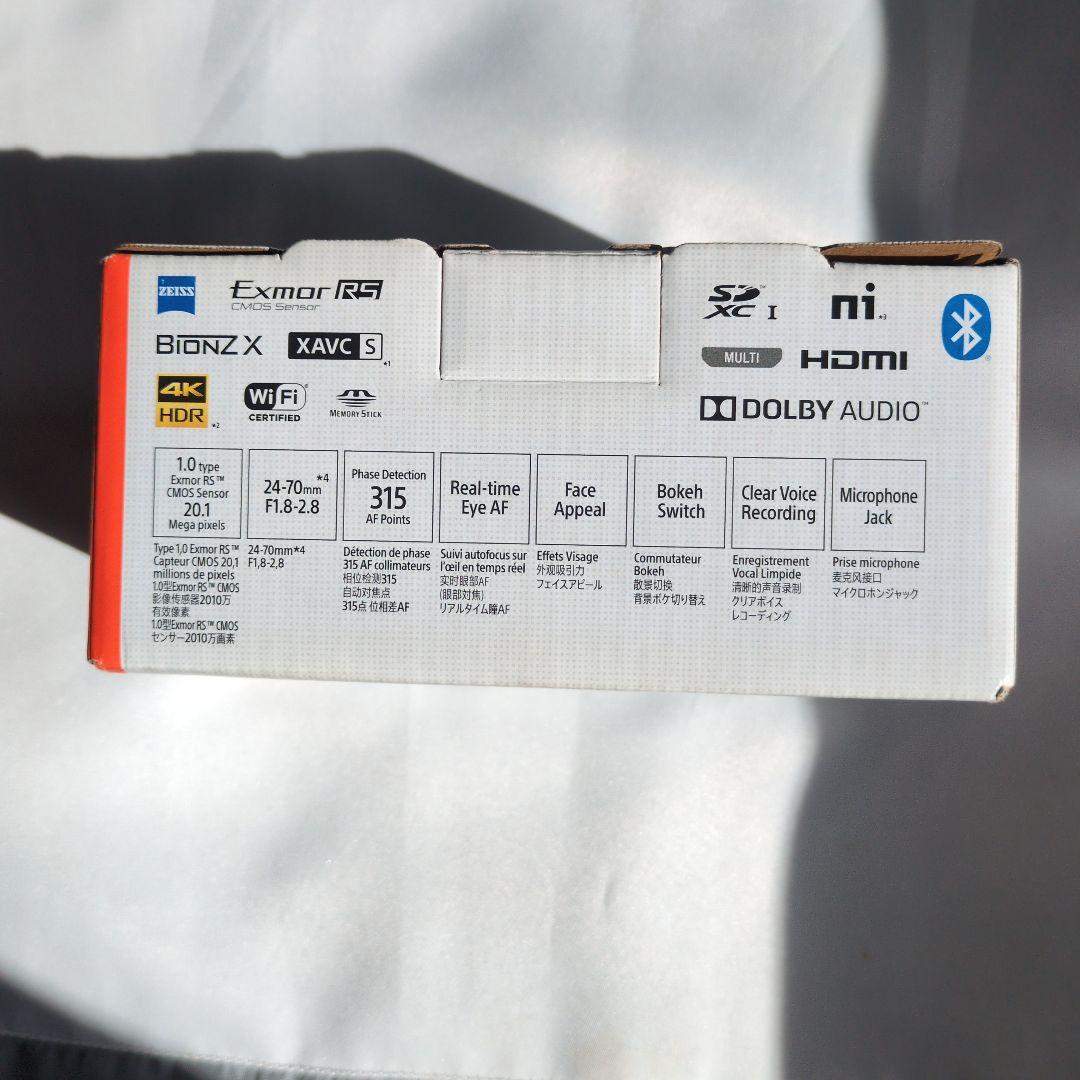 ZEISS
Exmor RS
CMOS Sensor
BIONZ X
XAVC S
*1
4K
HDR
*2
Wi Fi
CERTIFIED
MEMORY STICK
SD XC I
ni
*3
MULTI
HDMI
DOLBY AUDIO™
1.0 type
Exmor RS™
CMOS Sensor
20.1
Mega pixels
Type 1,0 Exmor RS™
Capteur CMOS 20,1
millions de pixels
1.0型Exmor RS™ CMOS
影像传感器2010万
有效像素
1.0型Exmor RS™ CMOS
センサー2010万画素
24-70mm*4
F1.8-2.8
24-70mm*4
F1,8-2,8
Phase Detection
315
AF Points
Détection de phase
315 AF collimateurs
相位检测315
自动对焦点
315点 位相差AF
Real-time
Eye AF
Suivi autofocus sur
l'œil en temps réel
实时眼部AF
(眼部对焦)
リアルタイム瞳AF
Face
Appeal
Effets Visage
外观吸引力
フェイスアピール
Bokeh
Switch
Commutateur
Bokeh
散景切换
背景ボケ切り替え
Clear Voice
Recording
Enregistrement
Vocal Limpide
清晰的声音录制
クリアボイス
レコーディング
Microphone
Jack
Prise microphone
麦克风接口
マイクロホンジャック